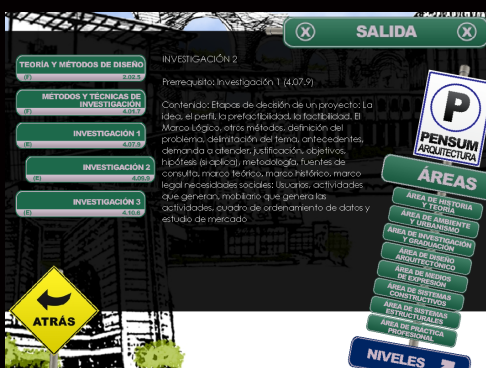 SALIDA
TEORÍA Y MÉTODOS DE DISEÑO
(F) 2.02.5
MÉTODOS Y TÉCNICAS DE
INVESTIGACIÓN
(F) 4.01.7
INVESTIGACIÓN 1
(E) 4.07.9
INVESTIGACIÓN 2
(E) 4.09.9
INVESTIGACIÓN 3
(E) 4.10.9
ATRÁS
INVESTIGACIÓN 2
Prerrequisito: Investigación 1 (4.07.9)
Contenido: Etapas de decisión de un proyecto: La
idea, el perfil, la prefactibilidad, la factibilidad. El
Marco Lógico, otros métodos, definición del
problema, delimitación del tema, antecedentes,
demanda a atender, justificación, objetivos,
hipótesis (si aplica), metodología, fuentes de
consulta, marco teórico, marco histórico, marco
legal necesidades sociales: Usuarios, actividades
que generan, mobiliario que genera las
actividades, cuadro de ordenamiento de datos y
estudio de mercado
P
PENSUM
ARQUITECTURA
ÁREAS
ÁREA DE HISTORIA
Y TEORÍA
ÁREA DE AMBIENTE
Y URBANISMO
ÁREA DE INVESTIGACIÓN
Y GRADUACIÓN
ÁREA DE DISEÑO
ARQUITECTÓNICO
ÁREA DE MEDIOS
DE EXPRESIÓN
ÁREA DE SISTEMAS
CONSTRUCTIVOS
ÁREA DE SISTEMAS
ESTRUCTURALES
ÁREA DE PRÁCTICA
PROFESIONAL
NIVELES